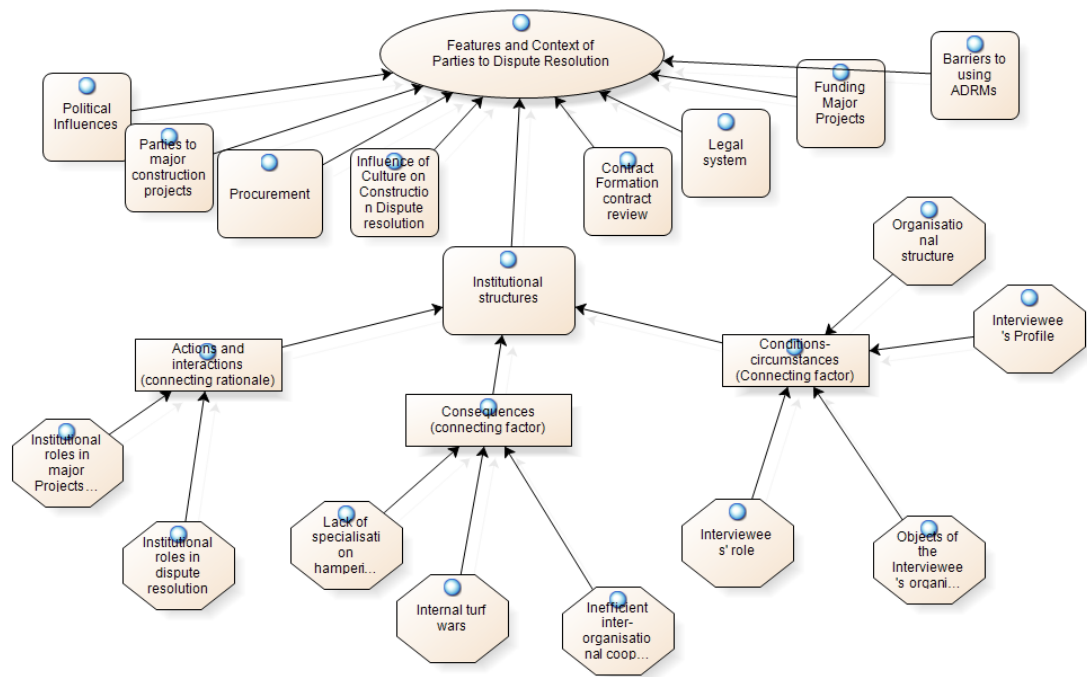 Features and Context of
Parties to Dispute Resolution
Political
Influences
Parties to
major
construction
projects
Procurement
Influence of
Culture on
Constructio
n Dispute
resolution
Contract
Formation
contract
review
Legal
system
Funding
Major
Projects
Barriers to
using
ADRMs
Institutional
structures
Organisatio
nal
structure
Interviewee
's Profile
Actions and
interactions
(connecting rationale)
Consequences
(connecting factor)
Conditions-
circumstances
(Connecting factor)
Institutional
roles in
major
Projects...
Institutional
roles in
dispute
resolution
Lack of
specialisati
on
hamperi...
Internal turf
wars
Inefficient
inter-
organisatio
nal coop...
Interviewee
s' role
Objects of
the
Interviewee
's organi...